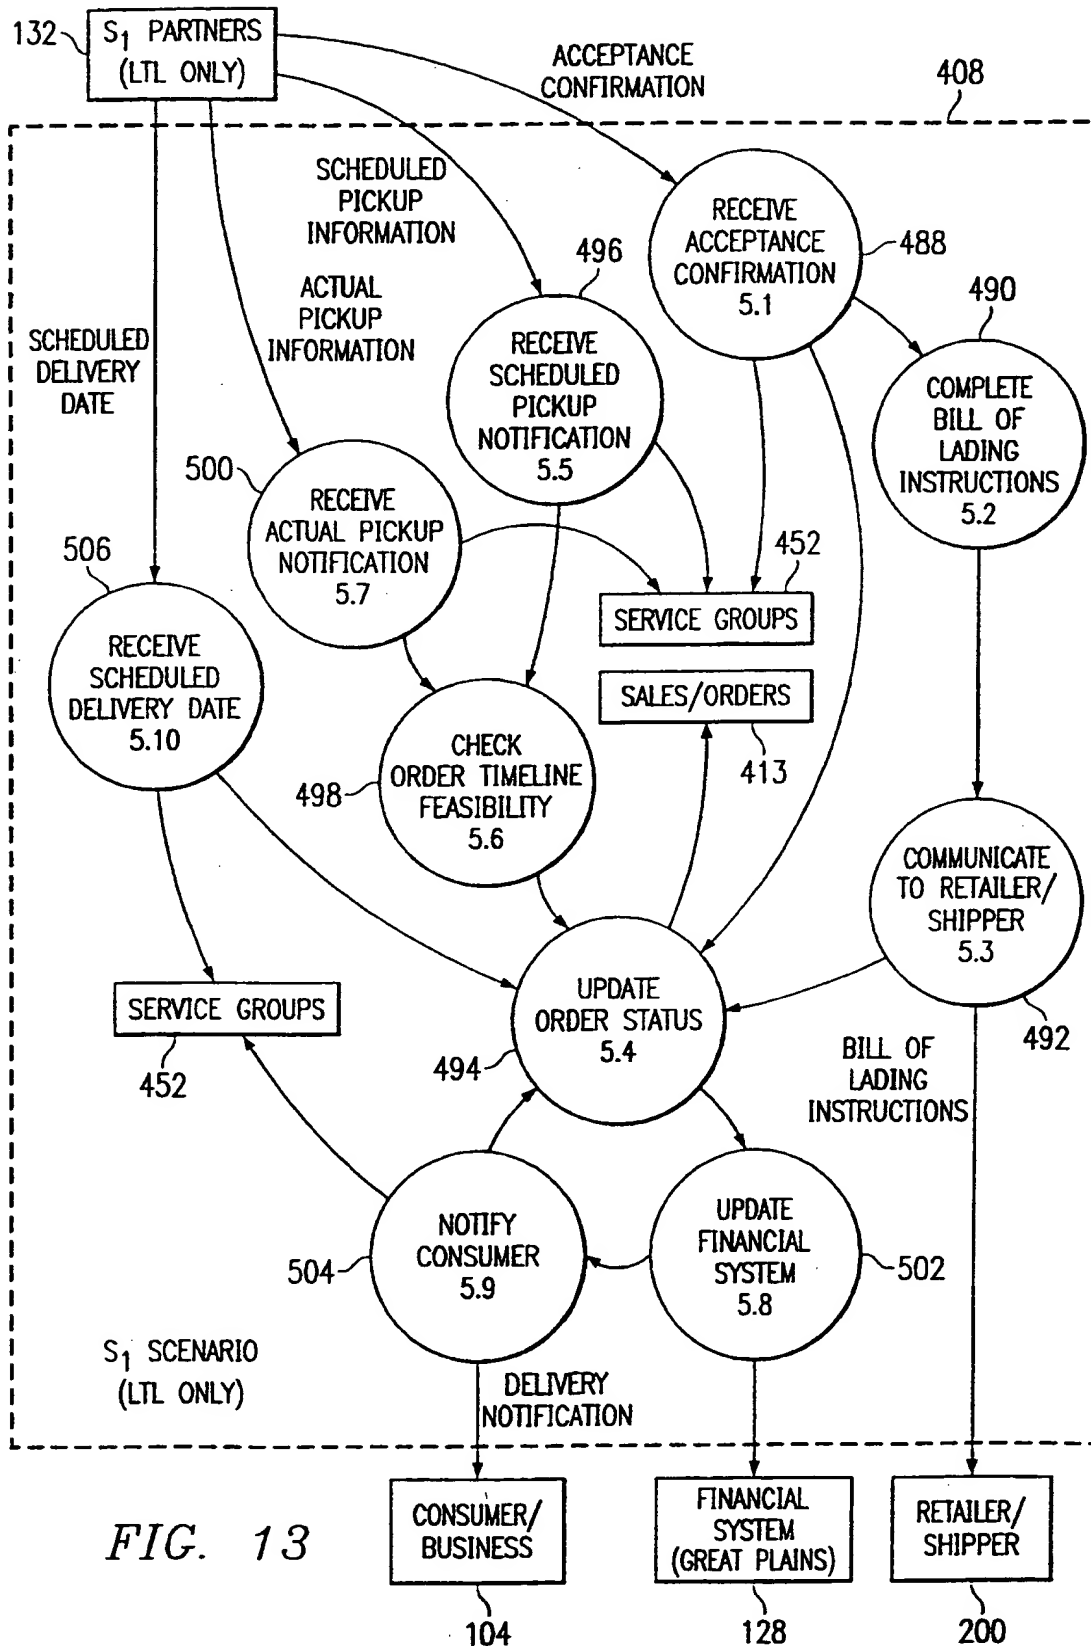 132
S1 PARTNERS
(LTL ONLY)
ACCEPTANCE
CONFIRMATION
408
SCHEDULED
PICKUP
INFORMATION
RECEIVE
ACCEPTANCE
CONFIRMATION
5.1
488
496
490
ACTUAL
PICKUP
INFORMATION
SCHEDULED
DELIVERY
DATE
RECEIVE
SCHEDULED
PICKUP
NOTIFICATION
5.5
COMPLETE
BILL OF
LADING
INSTRUCTIONS
5.2
500
RECEIVE
ACTUAL PICKUP
NOTIFICATION
5.7
506
452
SERVICE GROUPS
RECEIVE
SCHEDULED
DELIVERY DATE
5.10
SALES/ORDERS
413
CHECK
ORDER TIMELINE
FEASIBILITY
5.6
498
COMMUNICATE
TO RETAILER/
SHIPPER
5.3
492
SERVICE GROUPS
452
UPDATE
ORDER STATUS
5.4
494
BILL OF
LADING
INSTRUCTIONS
NOTIFY
CONSUMER
5.9
504
UPDATE
FINANCIAL
SYSTEM
5.8
502
S1 SCENARIO
(LTL ONLY)
DELIVERY
NOTIFICATION
FIG. 13
CONSUMER/
BUSINESS
104
FINANCIAL
SYSTEM
(GREAT PLAINS)
128
RETAILER/
SHIPPER
200